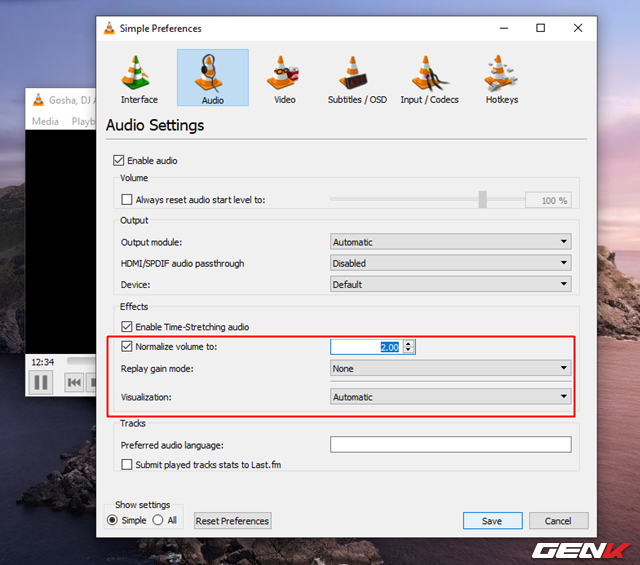 Simple Preferences
Interface
Audio
Video
Subtitles / OSD
Input / Codecs
Hotkeys
Gosha, DJ A
Media Playb
Audio Settings
Enable audio
Volume
Always reset audio start level to: 100 %
Output
Output module: Automatic
HDMI/SPDIF audio passthrough Disabled
Device: Default
Effects
Enable Time-Stretching audio
Normalize volume to: 2.00
Replay gain mode: None
Visualization: Automatic
12:34
Tracks
Preferred audio language:
Submit played tracks stats to Last.fm
Show settings
Simple All Reset Preferences Save Cancel
GENK